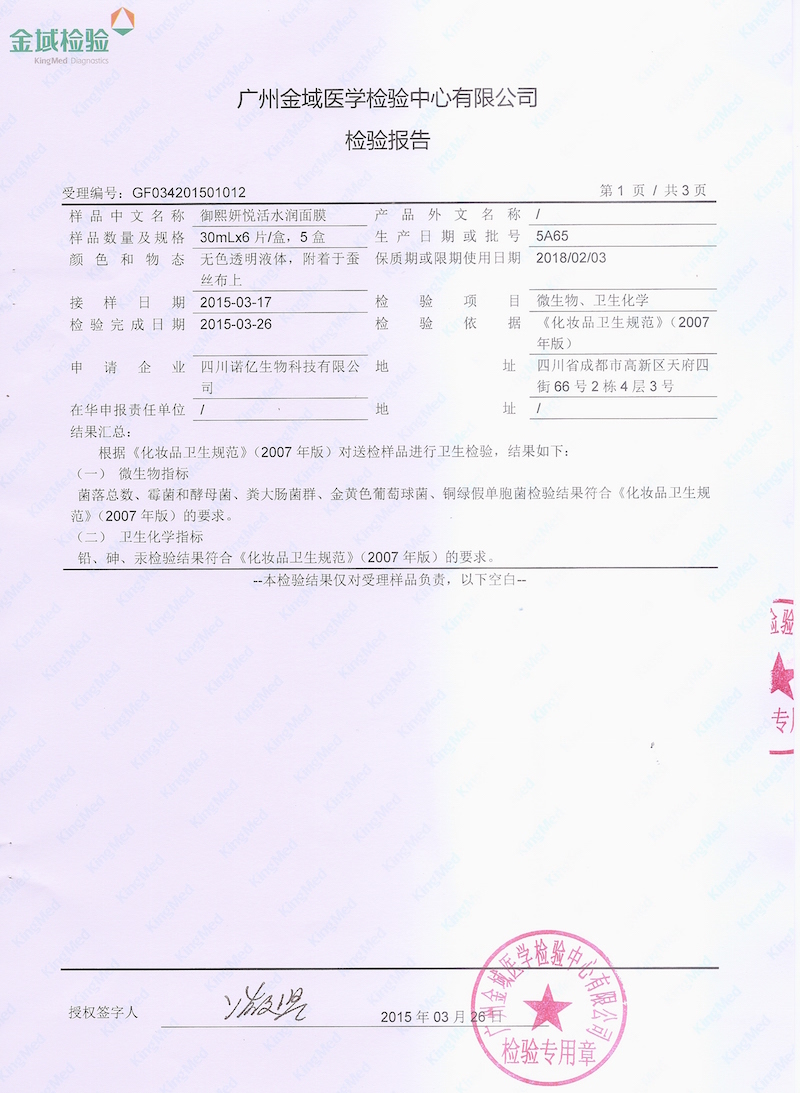 金域检验
KingMed Diagnostics
广州金域医学检验中心有限公司
检验报告
受理编号：GF034201501012 第 1 页 / 共 3 页
样品中文名称 御熙妍悦活水润面膜 产品外文名称 /
样品数量及规格 30mLx6 片/盒，5 盒 生产日期或批号 5A65
颜色和物态 无色透明液体，附着于蚕 保质期或限期使用日期 2018/02/03
丝布上
接样日期 2015-03-17 检验项目 微生物、卫生化学
检验完成日期 2015-03-26 检验依据 《化妆品卫生规范》（2007
年版）
申请企业 四川诺亿生物科技有限公 地址 四川省成都市高新区天府四
司 街 66 号 2 栋 4 层 3 号
在华申报责任单位 / 地址 /
结果汇总：
根据《化妆品卫生规范》（2007 年版）对送检样品进行卫生检验，结果如下：
（一） 微生物指标
菌落总数、霉菌和酵母菌、粪大肠菌群、金黄色葡萄球菌、铜绿假单胞菌检验结果符合《化妆品卫生规
范》（2007 年版）的要求。
（二） 卫生化学指标
铅、砷、汞检验结果符合《化妆品卫生规范》（2007 年版）的要求。
--本检验结果仅对受理样品负责，以下空白--
金验
专用
授权签字人 2015 年 03 月 26 日
广州金域医学检验中心有限公司
检验专用章